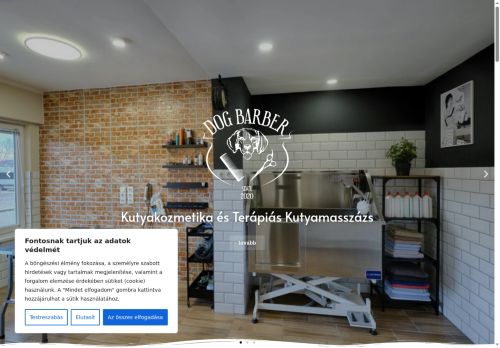 DOG BARBER
SINCE
2020
Kutyakozmetika és Terápiás Kutyamasszázs
tovább
Fontosnak tartjuk az adatok
védelmét
A böngészési élmény fokozása, a személyre szabott
hirdetések vagy tartalmak megjelenítése, valamint a
forgalom elemzése érdekében sütiket (cookie)
használunk. A "Mindet elfogadom" gombra kattintva
hozzájárulhat a sütik használatához.
Testreszabás
Elutasít
Az összes elfogadása